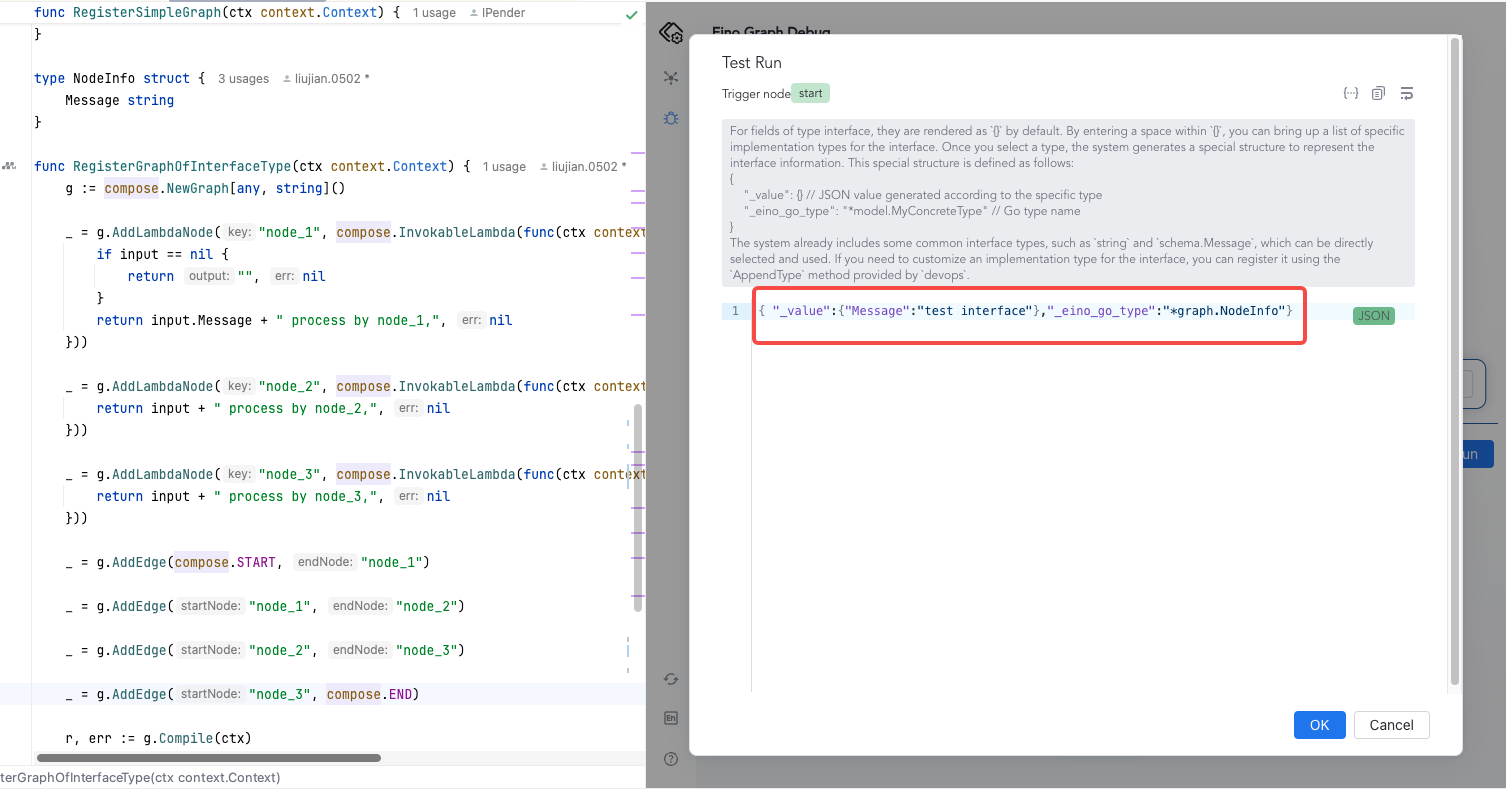 func RegisterSimpleGraph(ctx context.Context) { 1 usage IPender
}
type NodeInfo struct { 3 usages liujian.0502 *
Message string
}
func RegisterGraphOfInterfaceType(ctx context.Context) { 1 usage liujian.0502 *
g := compose.NewGraph[any, string]()
_ = g.AddLambdaNode( key: "node_1", compose.InvokableLambda(func(ctx context
if input == nil {
return output: "", err: nil
}
return input.Message + " process by node_1,", err: nil
}))
_ = g.AddLambdaNode( key: "node_2", compose.InvokableLambda(func(ctx context
return input + " process by node_2,", err: nil
}))
_ = g.AddLambdaNode( key: "node_3", compose.InvokableLambda(func(ctx context
return input + " process by node_3,", err: nil
}))
_ = g.AddEdge(compose.START, endNode: "node_1")
_ = g.AddEdge( startNode: "node_1", endNode: "node_2")
_ = g.AddEdge( startNode: "node_2", endNode: "node_3")
_ = g.AddEdge( startNode: "node_3", compose.END)
r, err := g.Compile(ctx)
terGraphOfInterfaceType(ctx context.Context)
Eino Graph Debug
Test Run
Trigger node start
For fields of type interface, they are rendered as `{}` by default. By entering a space within `{}`, you can bring up a list of specific
implementation types for the interface. Once you select a type, the system generates a special structure to represent the
interface information. This special structure is defined as follows:
{
"_value": {} // JSON value generated according to the specific type
"_eino_go_type": "*model.MyConcreteType" // Go type name
}
The system already includes some common interface types, such as `string` and `schema.Message`, which can be directly
selected and used. If you need to customize an implementation type for the interface, you can register it using the
`AppendType` method provided by `devops`.
1 { "_value":{"Message":"test interface"},"_eino_go_type":"*graph.NodeInfo"}
JSON
un
En
OK Cancel